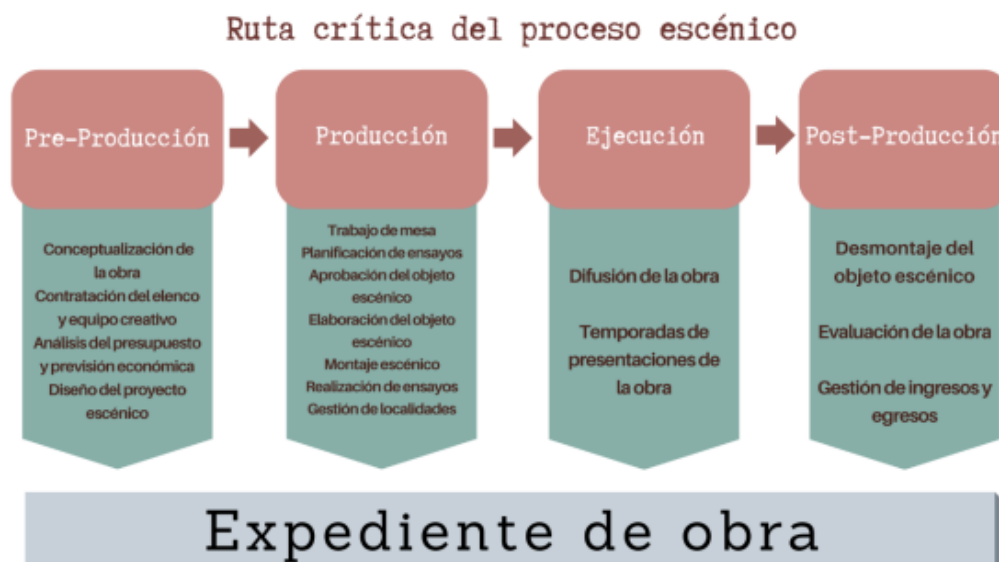 Ruta crítica del proceso escénico
Pre-Producción
Conceptualización de
la obra
Contratación del elenco
y equipo creativo
Análisis del presupuesto
y previsión económica
Diseño del proyecto
escénico
Producción
Trabajo de mesa
Planificación de ensayos
Aprobación del objeto
escénico
Elaboración del objeto
escénico
Montaje escénico
Realización de ensayos
Gestión de localidades
Ejecución
Difusión de la obra
Temporadas de
presentaciones de
la obra
Post-Producción
Desmontaje del
objeto escénico
Evaluación de la obra
Gestión de ingresos y
egresos
Expediente de obra